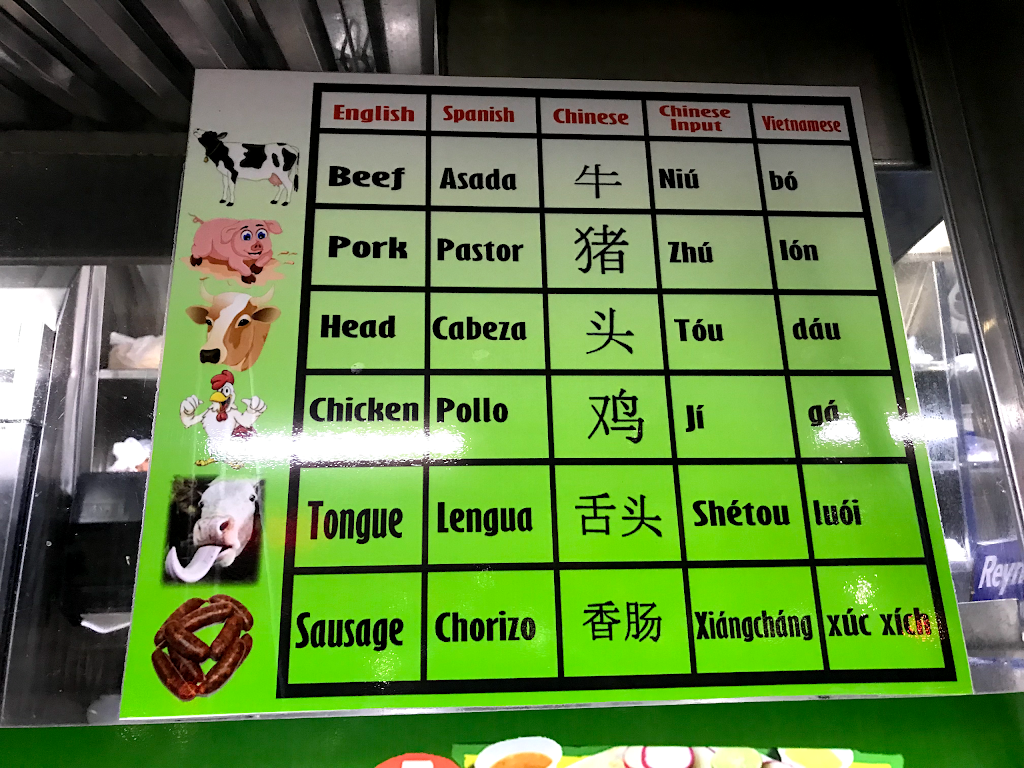 English Spanish Chinese Chinese Input Vietnamese
Beef Asada 牛 Niú bó
Pork Pastor 猪 Zhú lón
Head Cabeza 头 Tóu dáu
Chicken Pollo 鸡 Jí gá
Tongue Lengua 舌头 Shétou luói
Sausage Chorizo 香肠 Xiángcháng xúc xích